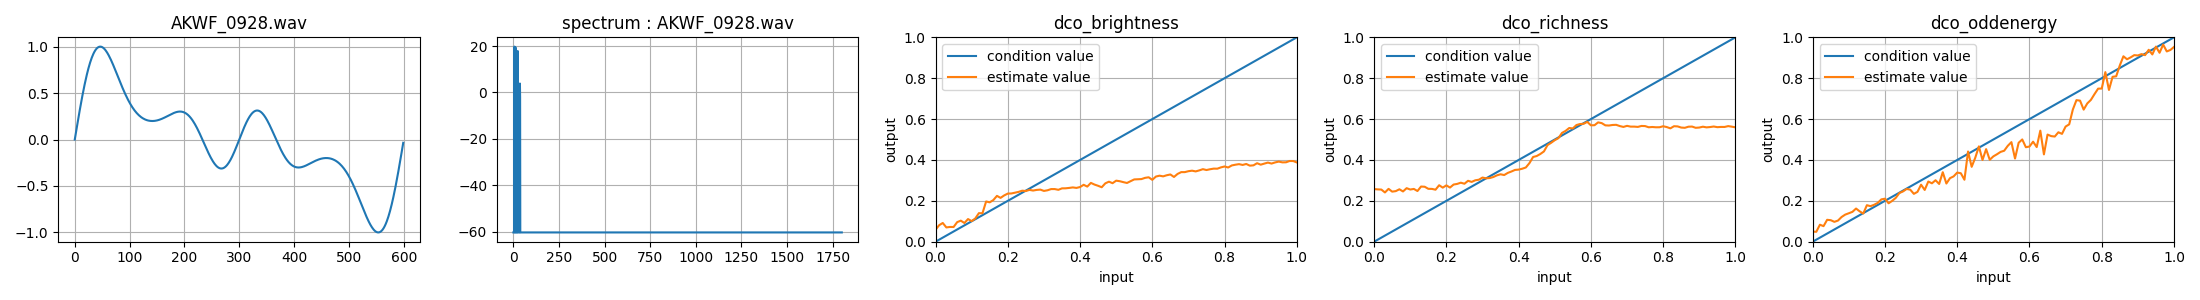 AKWF_0928.wav
1.0
0.5
0.0
−0.5
−1.0
0 100 200 300 400 500 600
spectrum : AKWF_0928.wav
20
0
−20
−40
−60
0 250 500 750 1000 1250 1500 1750
dco_brightness
condition value
estimate value
output
1.0
0.8
0.6
0.4
0.2
0.0
0.0 0.2 0.4 0.6 0.8 1.0
input
dco_richness
condition value
estimate value
output
1.0
0.8
0.6
0.4
0.2
0.0
0.0 0.2 0.4 0.6 0.8 1.0
input
dco_oddenergy
condition value
estimate value
output
1.0
0.8
0.6
0.4
0.2
0.0
0.0 0.2 0.4 0.6 0.8 1.0
input